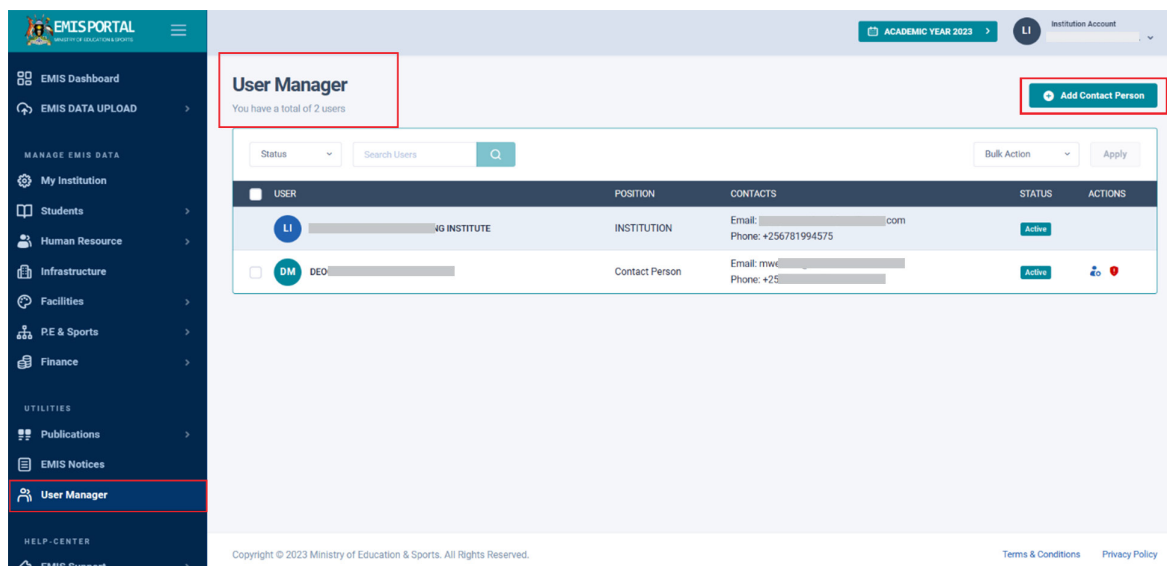 EMIS PORTAL
MINISTRY OF EDUCATION & SPORTS
ACADEMIC YEAR 2023
LI
Institution Account
EMIS Dashboard
EMIS DATA UPLOAD
MANAGE EMIS DATA
My Institution
Students
Human Resource
Infrastructure
Facilities
P.E & Sports
Finance
UTILITIES
Publications
EMIS Notices
User Manager
HELP-CENTER
EMIS Support
User Manager
You have a total of 2 users
Add Contact Person
Status
Search Users
Bulk Action
Apply
USER POSITION CONTACTS STATUS ACTIONS
LI NG INSTITUTE INSTITUTION Email: com Active
Phone: +256781994575
DM DEO Contact Person Email: mwe Active
Phone: +25
Copyright © 2023 Ministry of Education & Sports. All Rights Reserved.
Terms & Conditions Privacy Policy